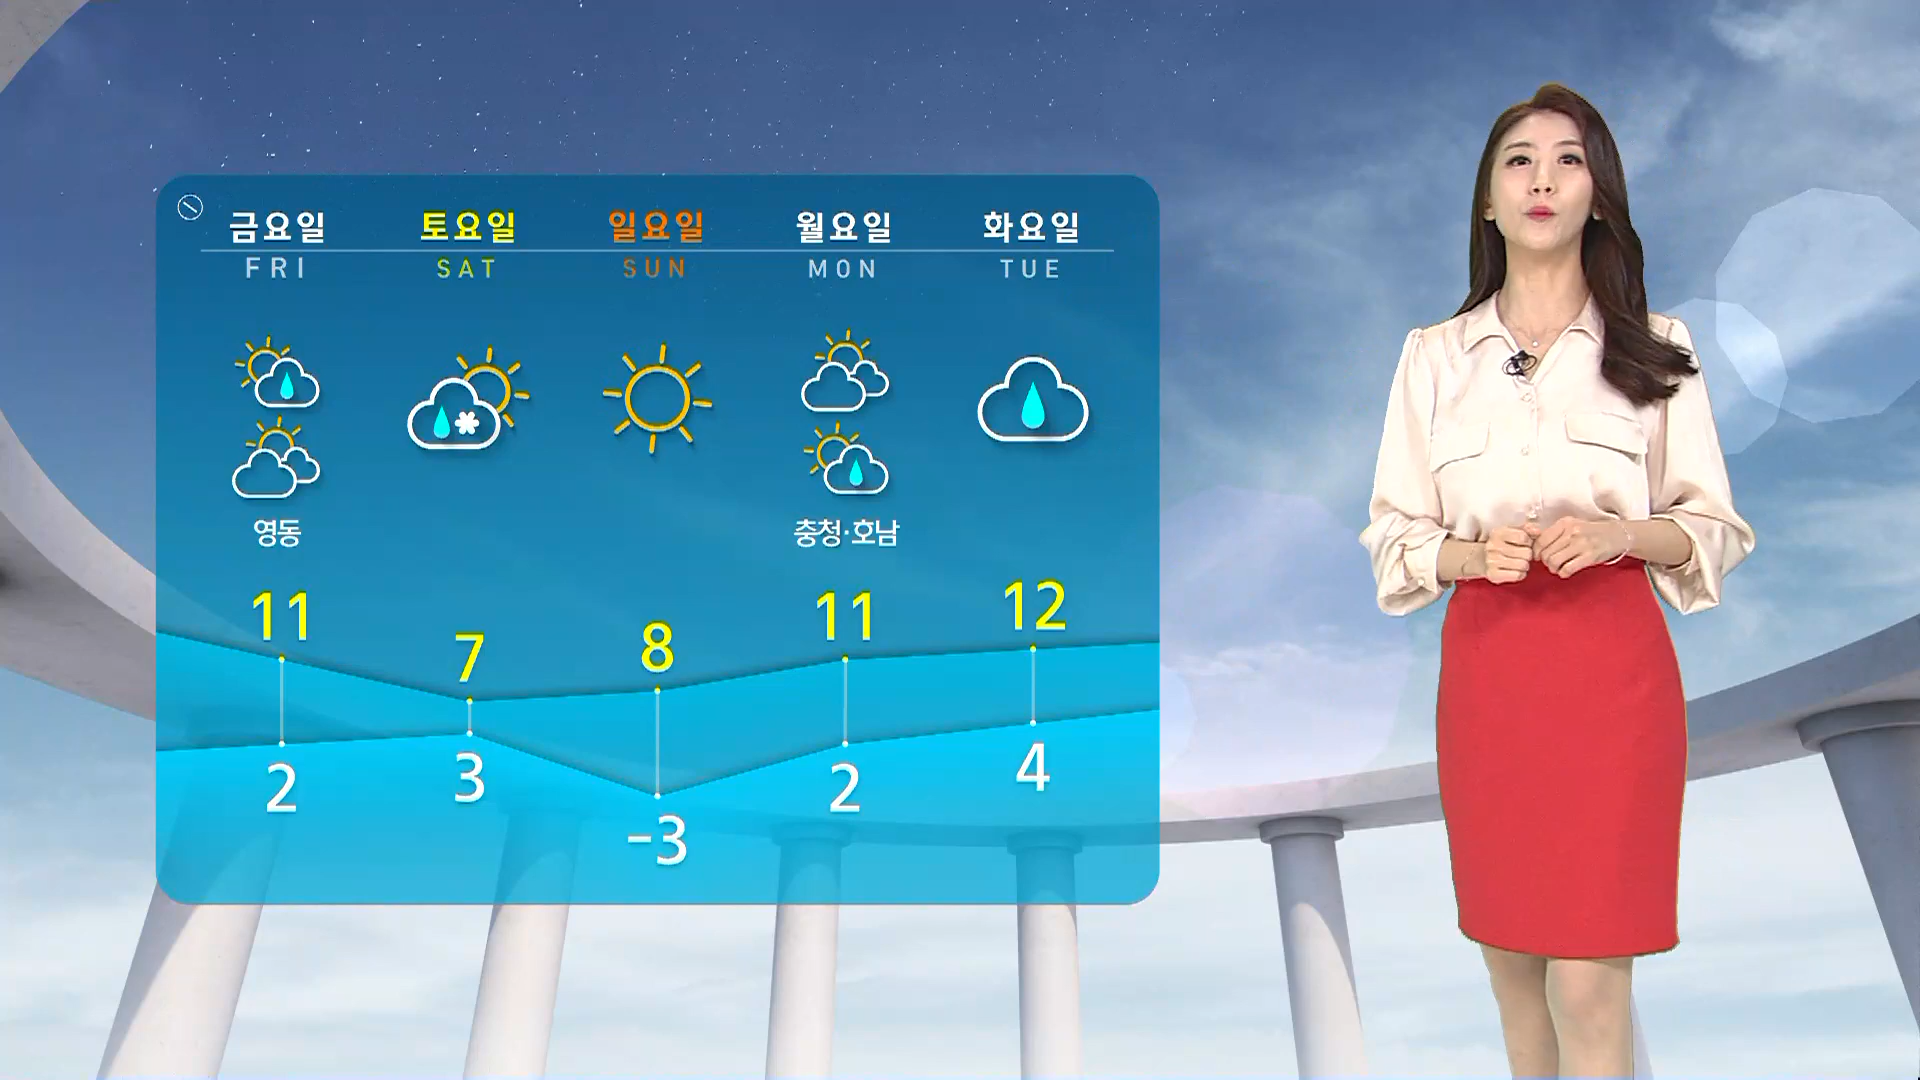 금요일 토요일 일요일 월요일 화요일
FRI SAT SUN MON TUE
영동 충청·호남
11 7 8 11 12
2 3 -3 2 4